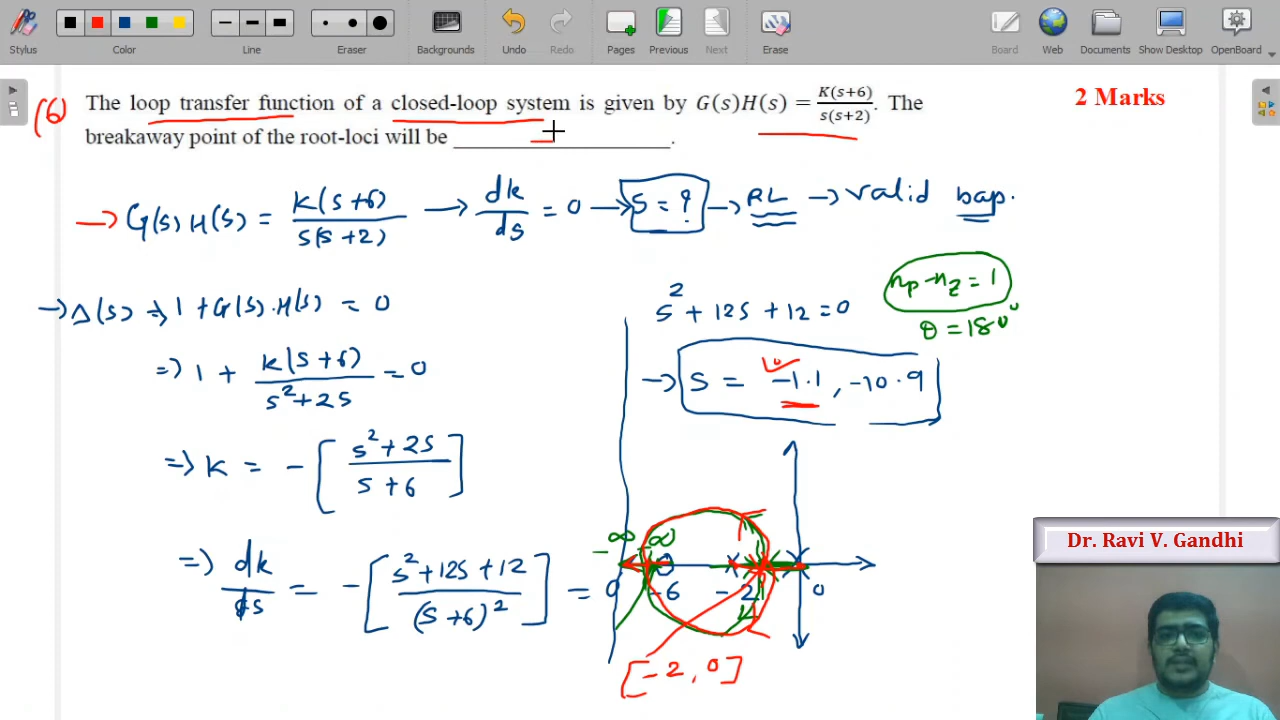 Stylus Color Line Eraser Backgrounds Undo Redo Pages Previous Next Erase Board Web Documents Show Desktop OpenBoard
(6) The loop transfer function of a closed-loop system is given by G(s)H(s) = K(s+6)/s(s+2). The
2 Marks
breakaway point of the root-loci will be ____________________.
→ G(s) H(s) = K(s+6)/s(s+2) → dk/ds = 0 → s = ? → RL → valid bap.
np - nz = 1
θ = 180°
→ Δ(s) ⇒ 1 + G(s).H(s) = 0
⇒ 1 + k(s+6)/s²+2s = 0
⇒ k = - [s²+2s/s+6]
⇒ dk/ds = - [s²+12s+12/(s+6)²] = 0
s² + 12s + 12 = 0
→ s = -1.1, -10.9
-∞ -∞
-6 -2 0
[-2, 0]
Dr. Ravi V. Gandhi